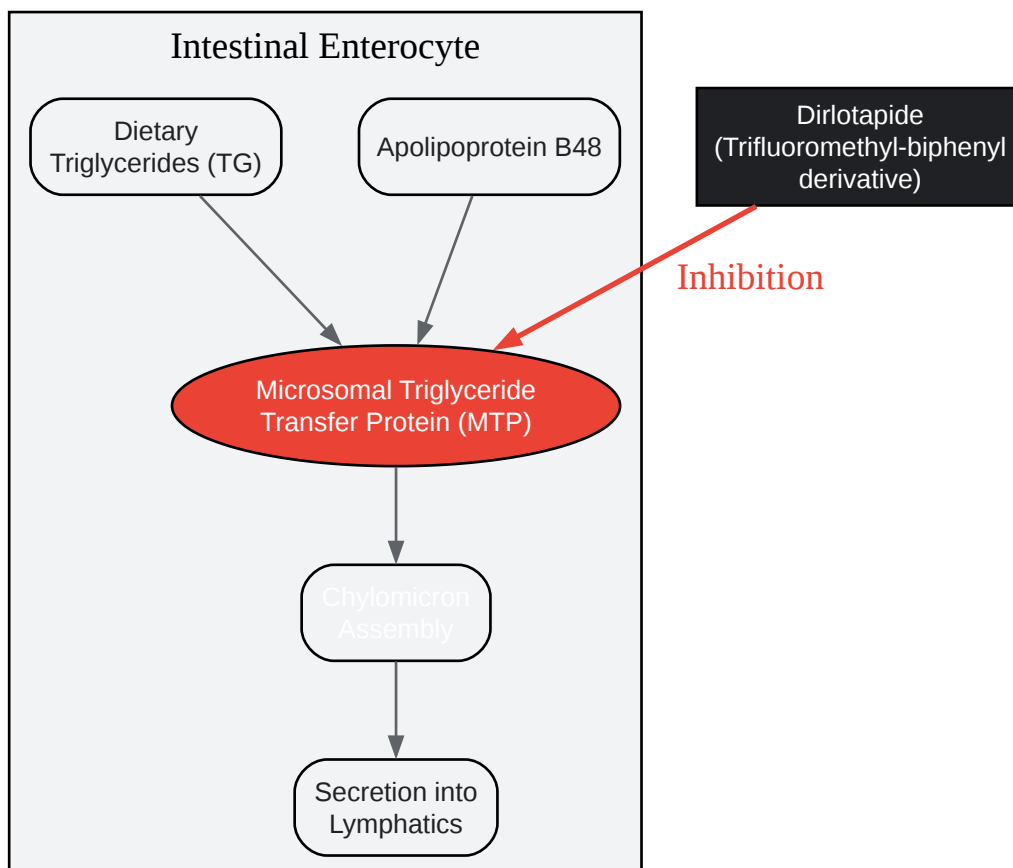 Intestinal Enterocyte
Dietary
Triglycerides (TG)
Apolipoprotein B48
Dirlotapide
(Trifluoromethyl-biphenyl
derivative)
Inhibition
Microsomal Triglyceride
Transfer Protein (MTP)
Chylomicron
Assembly
Secretion into
Lymphatics